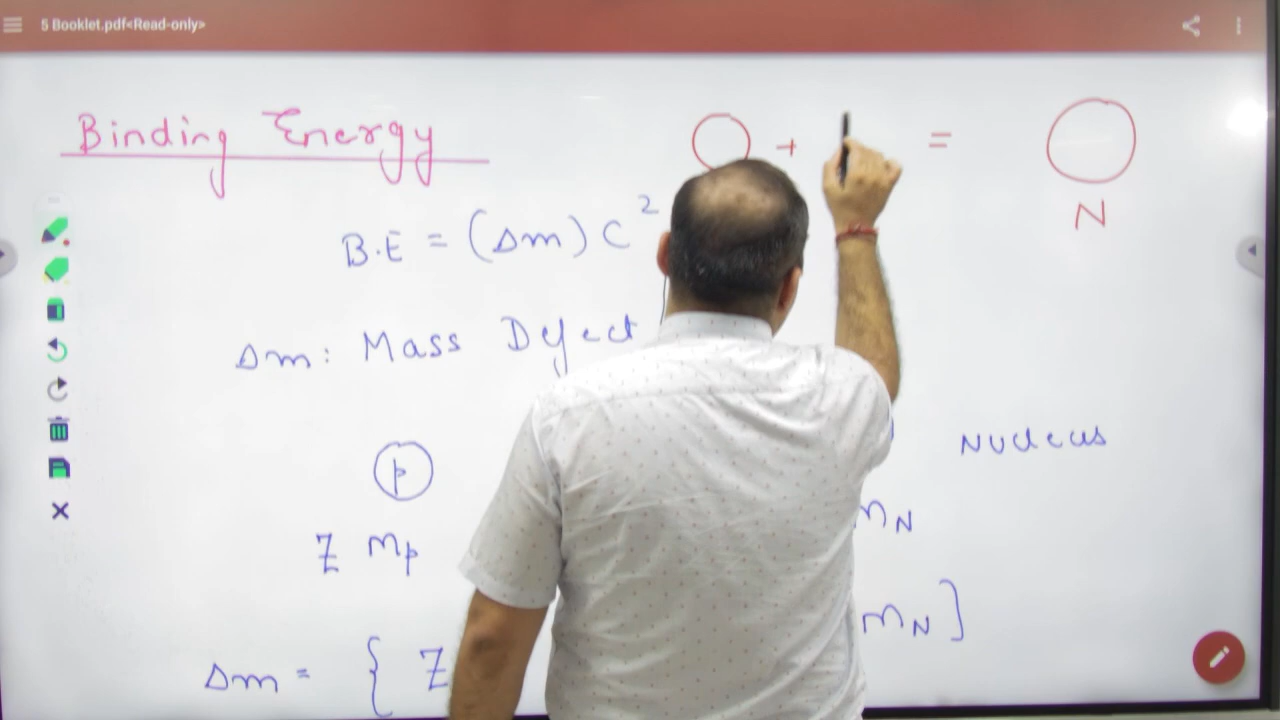 5 Booklet.pdf<Read-only>
Binding Energy
+ =
N
B.E = (Δm) C²
Δm: Mass Defect
p Nucleus
Z Mp MN
Δm = { Z MN ]